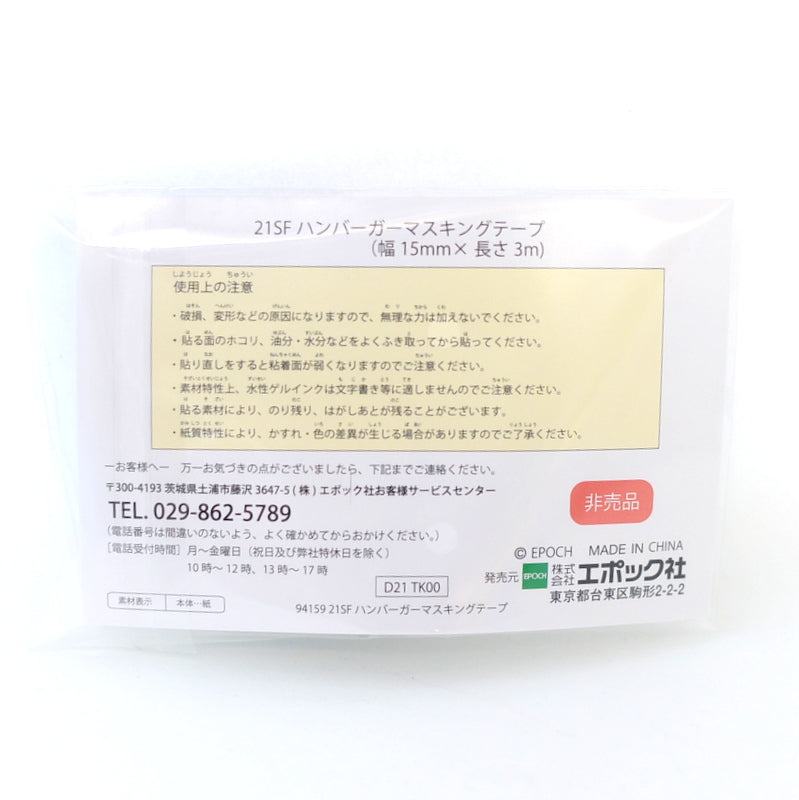 21SF ハンバーガーマスキングテープ
(幅 15mm× 長さ 3m)
使用上の注意
・破損、変形などの原因になりますので、無理な力は加えないでください。
・貼る面のホコリ、油分・水分などをよくふき取ってから貼ってください。
・貼り直しをすると粘着面が弱くなりますのでご注意ください。
・素材特性上、水性ゲルインクは文字書き等に適しませんのでご注意ください。
・貼る素材により、のり残り、はがしあとが残ることがございます。
・紙質特性により、かすれ・色の差異が生じる場合がありますのでご了承ください。
―お客様へ― 万一お気づきの点がございましたら、下記までご連絡ください。
〒300-4193 茨城県土浦市藤沢 3647-5 ( 株 ) エポック社お客様サービスセンター
TEL. 029-862-5789
(電話番号は間違いのないよう、よく確かめてからおかけください。)
[電話受付時間] 月～金曜日 (祝日及び弊社特休日を除く)
10 時～ 12 時、13 時～ 17 時
非売品
© EPOCH MADE IN CHINA
発売元 EPOCH 株式会社 エポック社
東京都台東区駒形2-2-2
D21 TK00
素材表示 本体…紙
94159 21SF ハンバーガーマスキングテープ